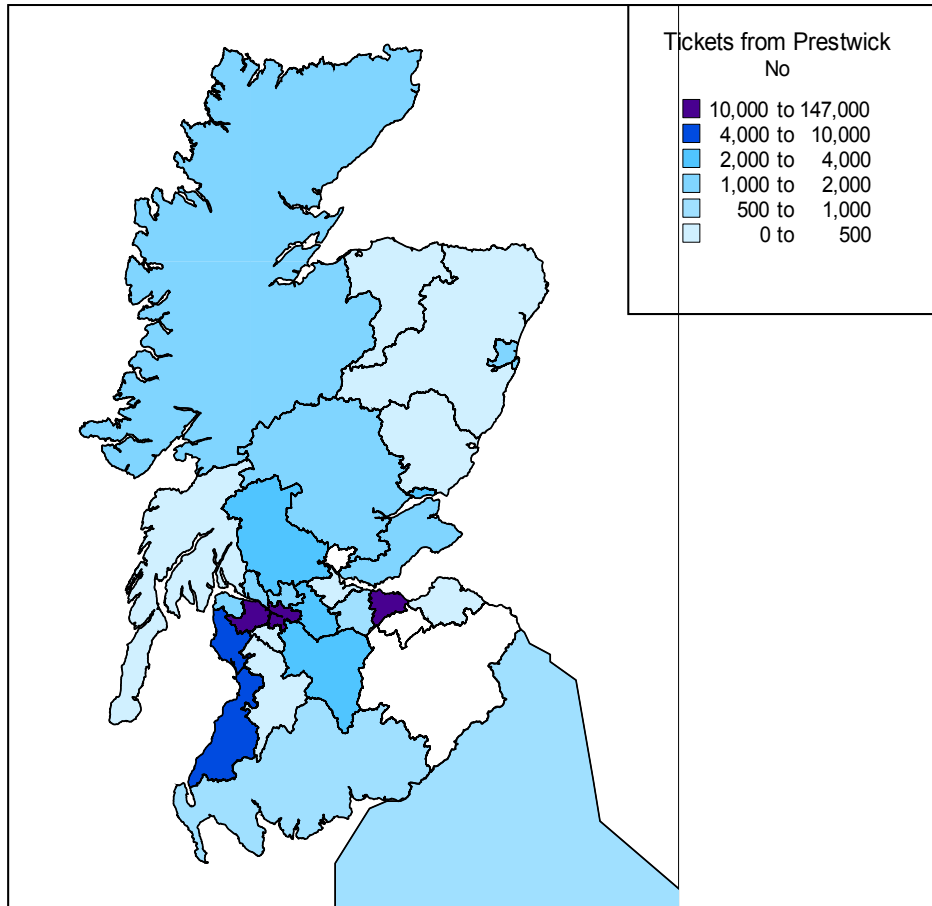 Tickets from Prestwick
No
10,000 to 147,000
4,000 to 10,000
2,000 to 4,000
1,000 to 2,000
500 to 1,000
0 to 500